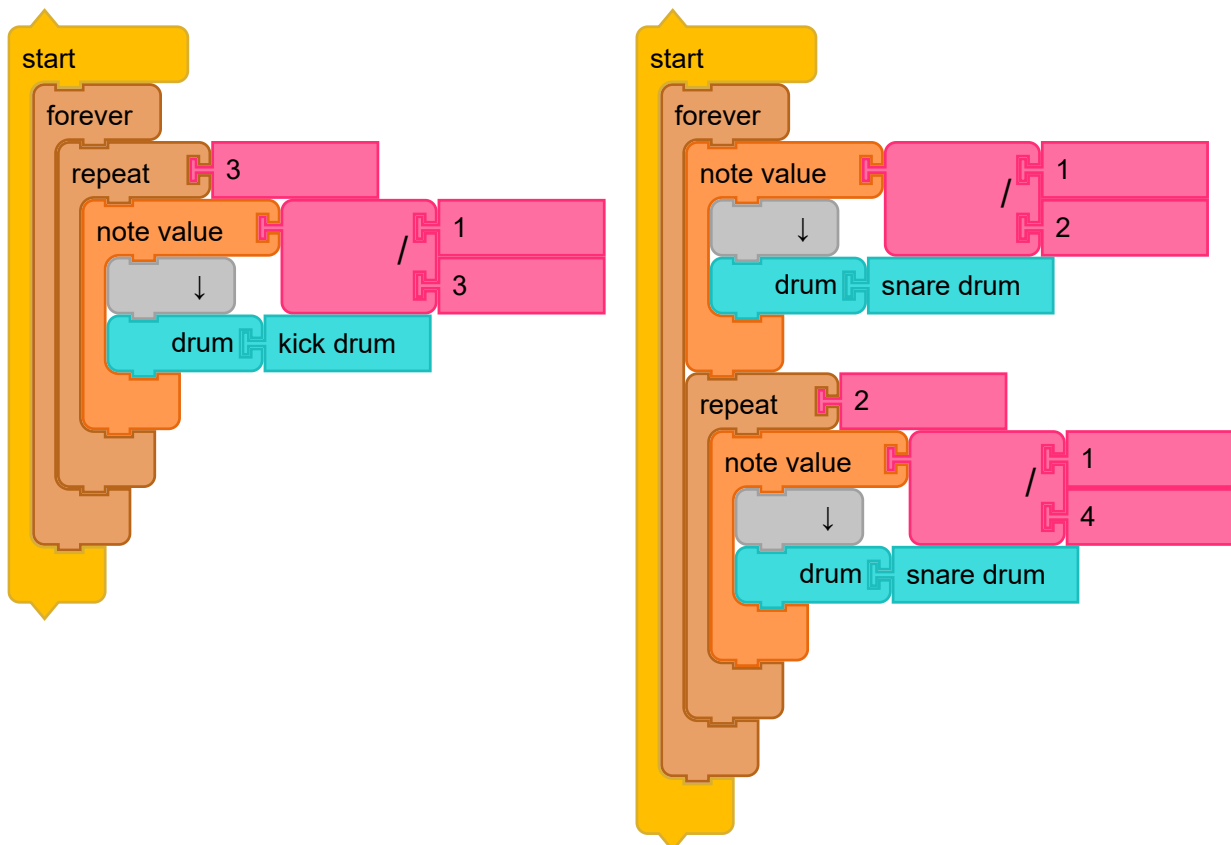 start
forever
repeat 3
note value / 1
3
↓
drum kick drum
start
forever
note value / 1
2
↓
drum snare drum
repeat 2
note value / 1
4
↓
drum snare drum